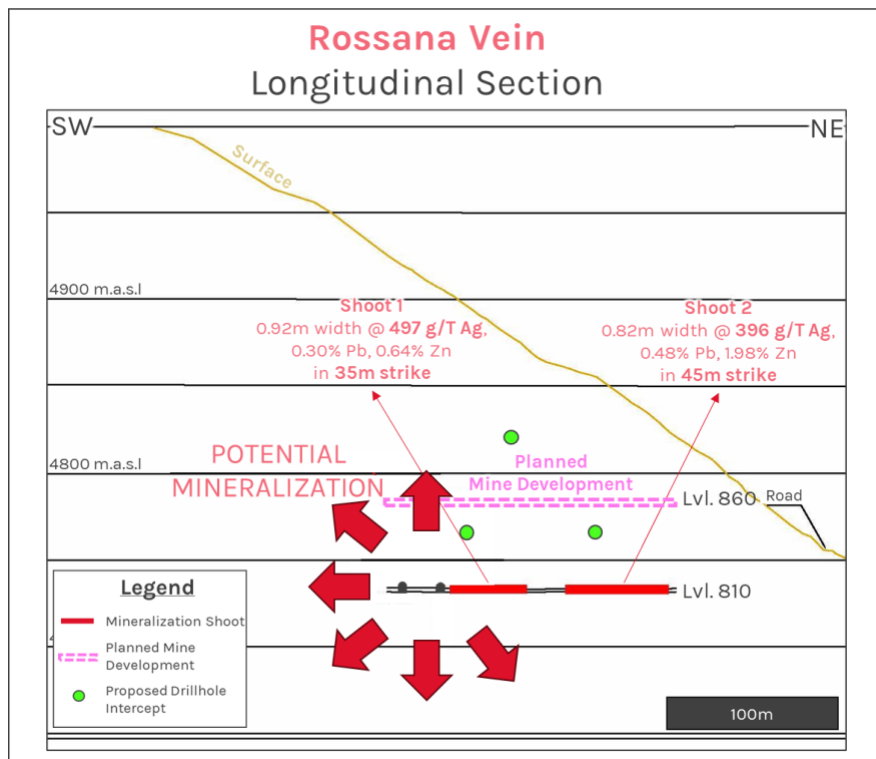 Rossana Vein
Longitudinal Section
SW
NE
Surface
4900 m.a.s.l
Shoot 1
0.92m width @ 497 g/T Ag,
0.30% Pb, 0.64% Zn
in 35m strike
Shoot 2
0.82m width @ 396 g/T Ag,
0.48% Pb, 1.98% Zn
in 45m strike
4800 m.a.s.l
POTENTIAL
MINERALIZATION
Planned
Mine Development
Lvl. 860
Road
Lvl. 810
Legend
Mineralization Shoot
Planned Mine
Development
Proposed Drillhole
Intercept
100m